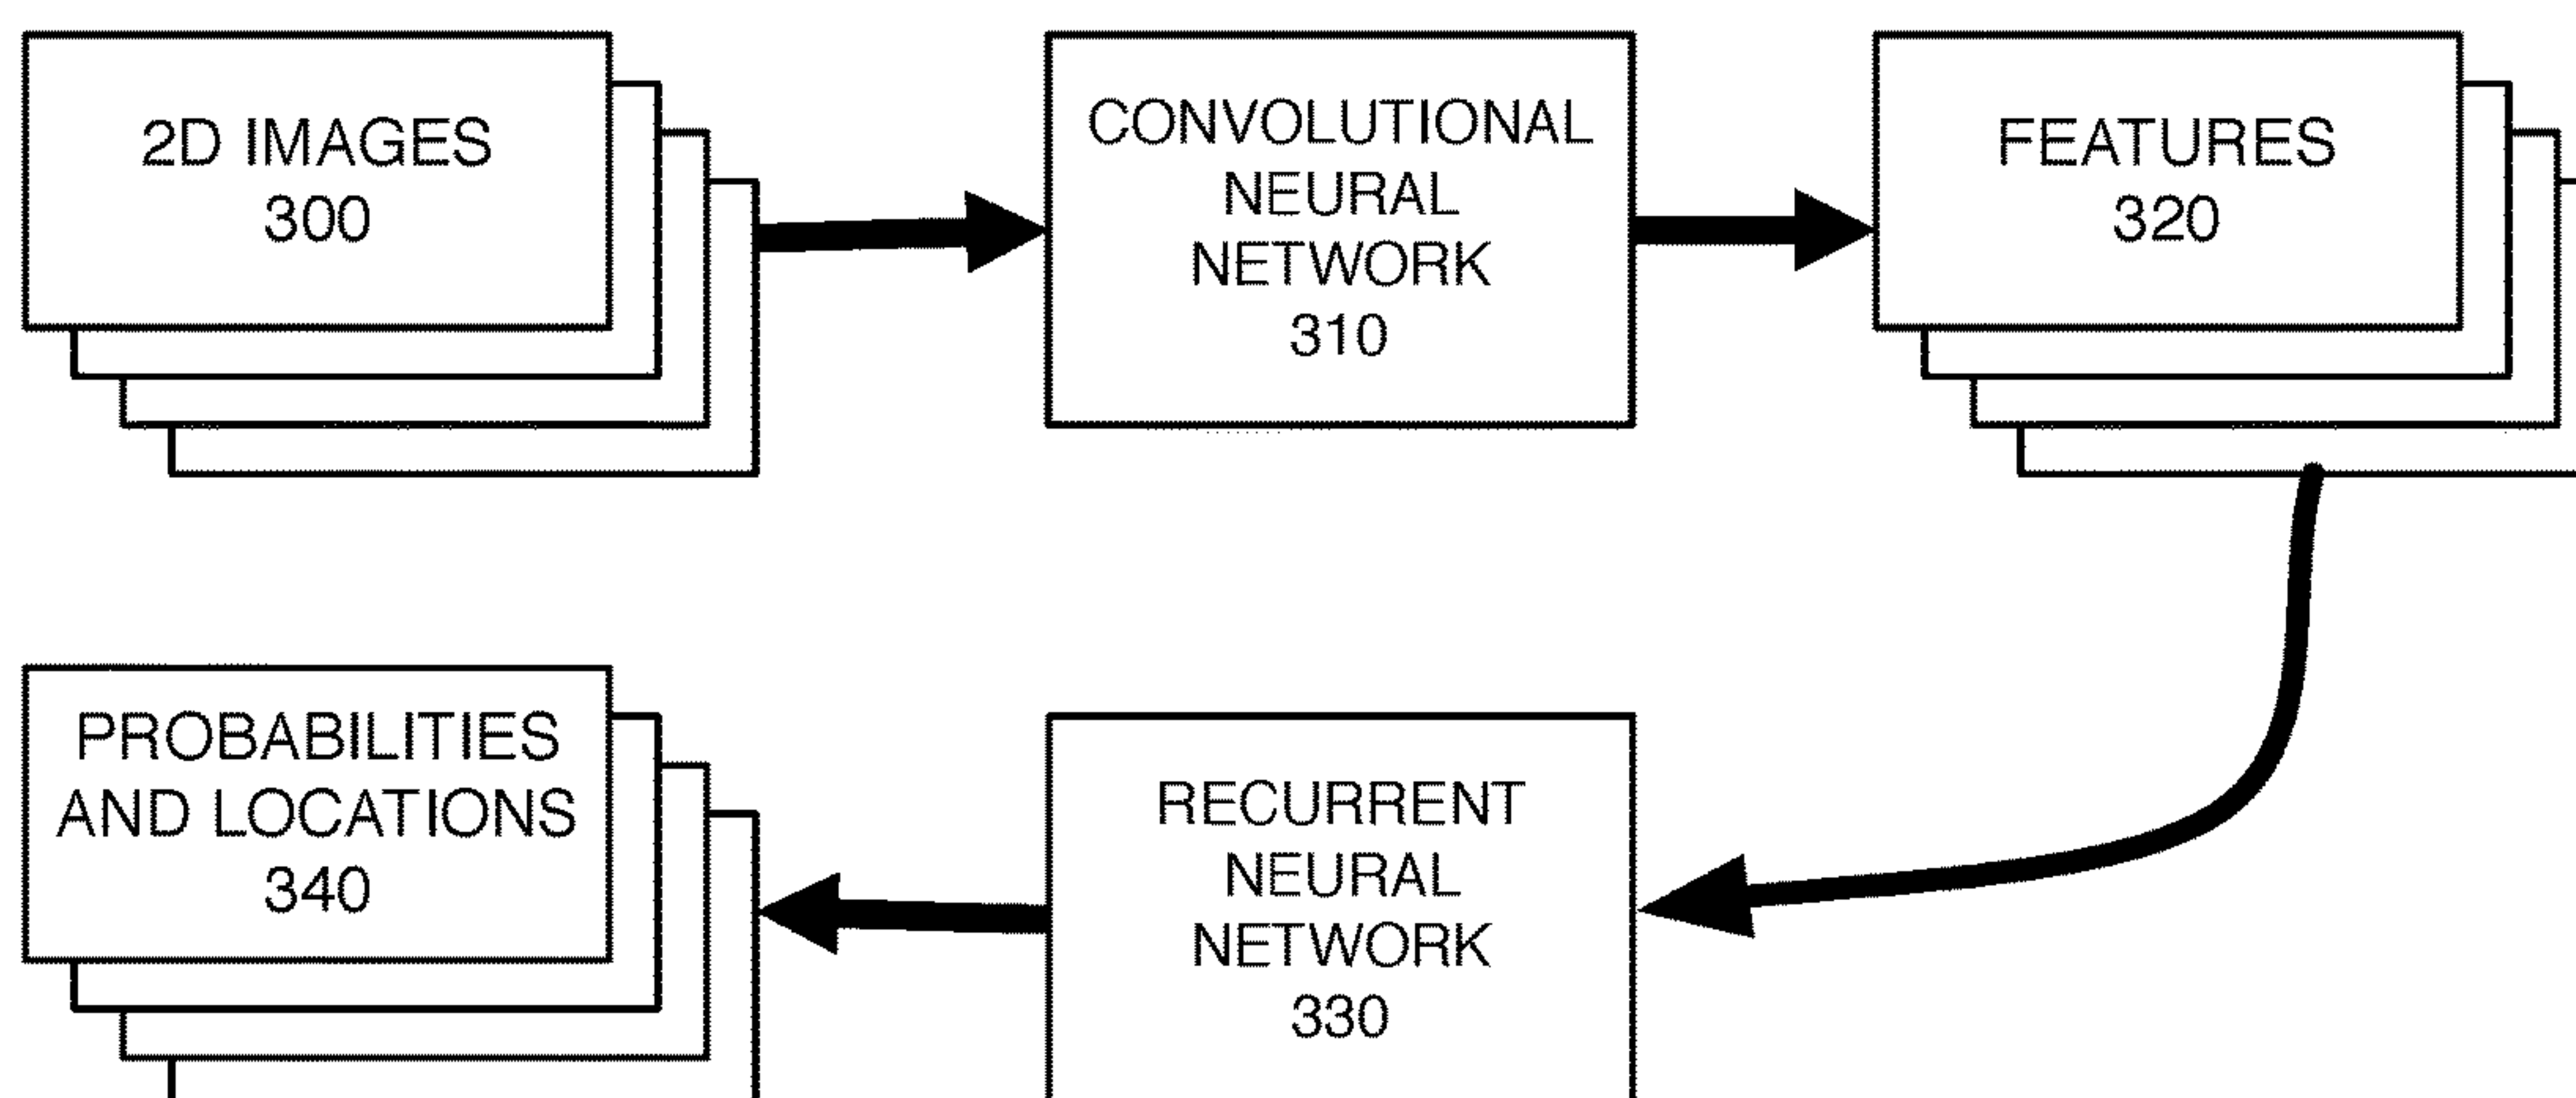 2D IMAGES
300
CONVOLUTIONAL
NEURAL
NETWORK
310
FEATURES
320
PROBABILITIES
AND LOCATIONS
340
RECURRENT
NEURAL
NETWORK
330